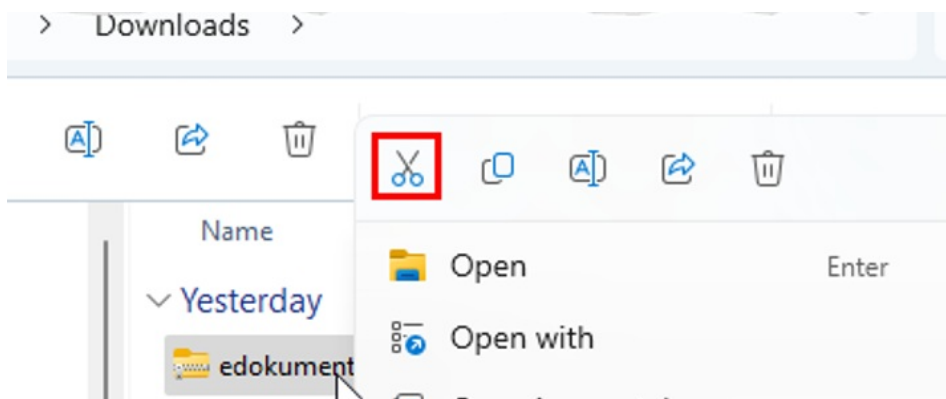 > Downloads >
Name
Yesterday
edokument
Open Enter
Open with